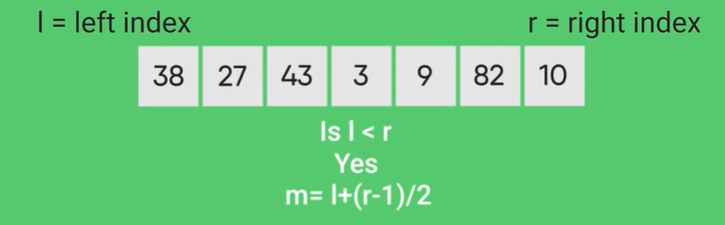 l = left index
r = right index
38 27 43 3 9 82 10
Is l < r
Yes
m= l+(r-1)/2